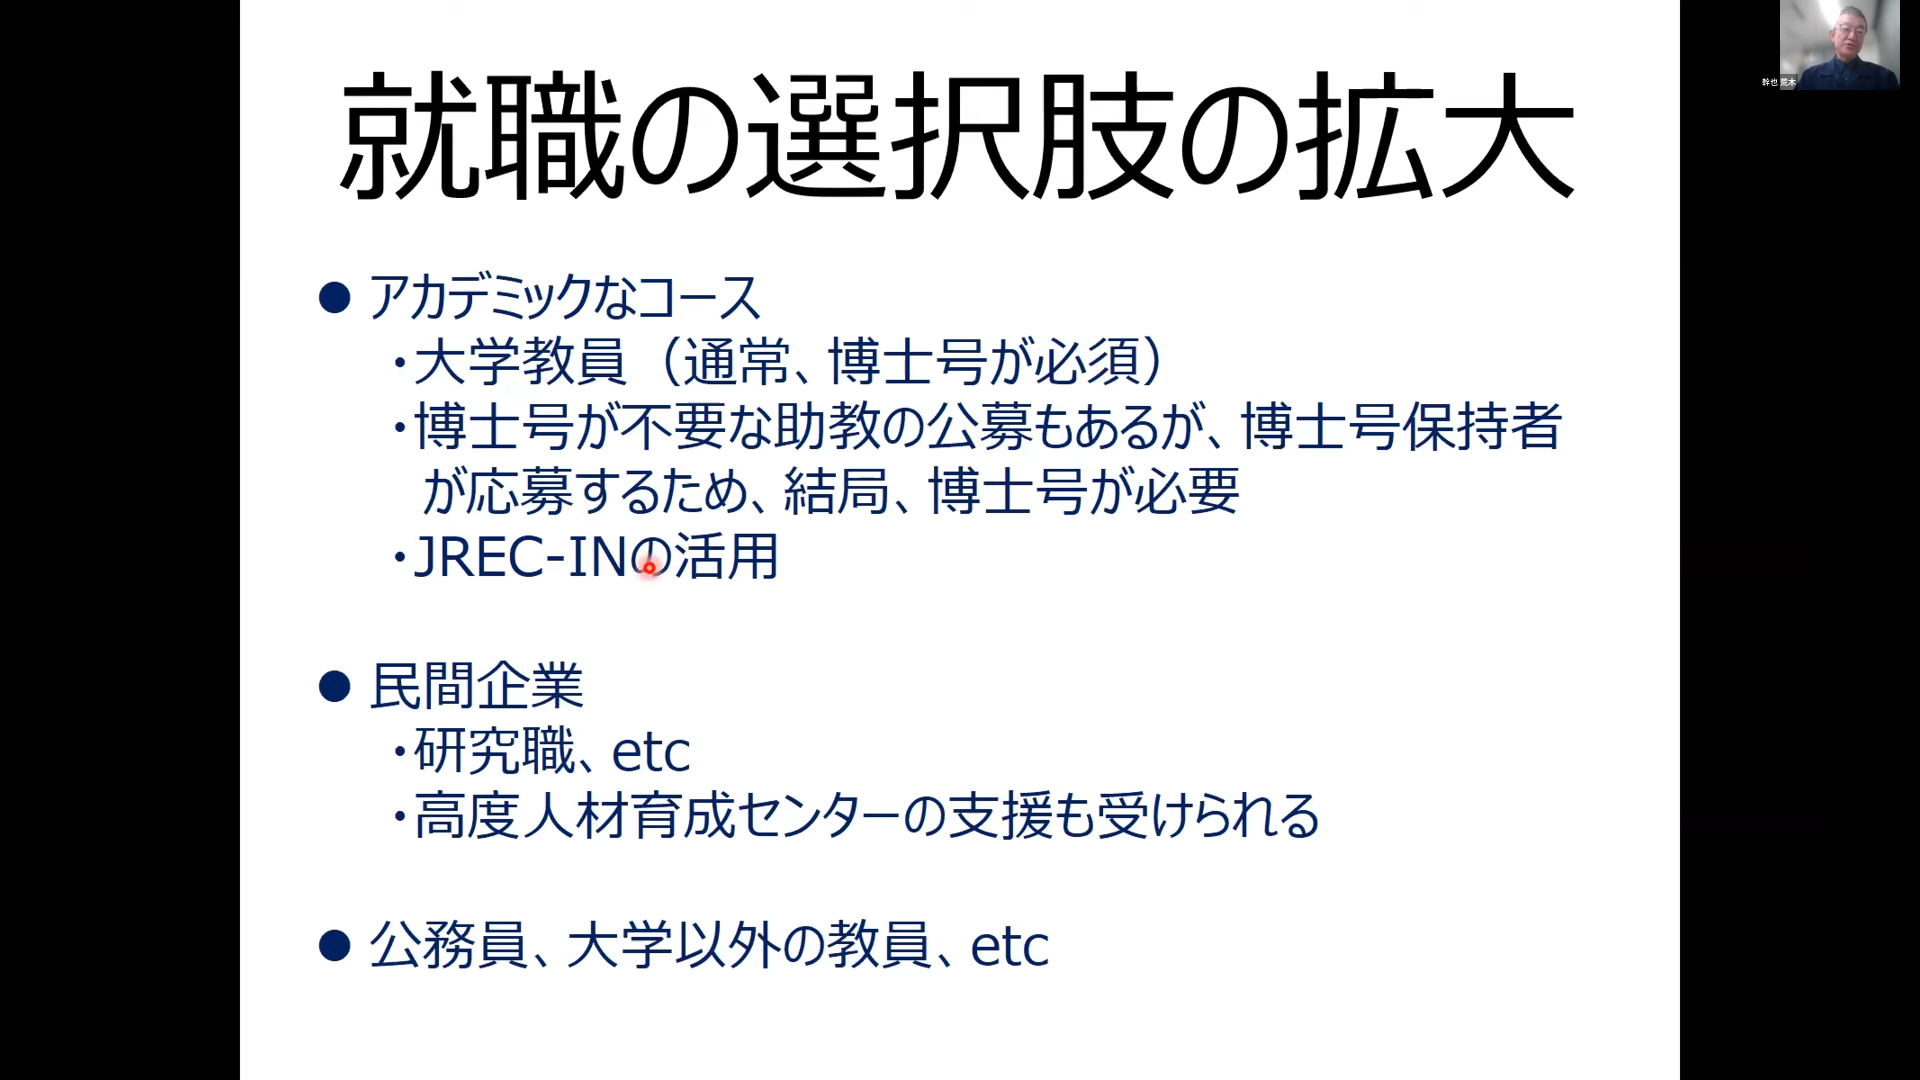 就職の選択肢の拡大
幹也 荒木
● アカデミックなコース
・大学教員（通常、博士号が必須）
・博士号が不要な助教の公募もあるが、博士号保持者
が応募するため、結局、博士号が必要
・JREC-INの活用
● 民間企業
・研究職、etc
・高度人材育成センターの支援も受けられる
● 公務員、大学以外の教員、etc